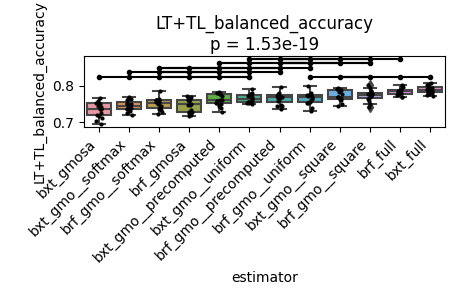 LT+TL_balanced_accuracy
p = 1.53e-19
LT+TL_balanced_accuracy
0.8
0.7
bxt_gmosa
bxt_gmo__softmax
brf_gmo__softmax
brf_gmosa
bxt_gmo__precomputed
bxt_gmo__uniform
brf_gmo__precomputed
brf_gmo__uniform
bxt_gmo__square
brf_gmo__square
brf_full
bxt_full
estimator